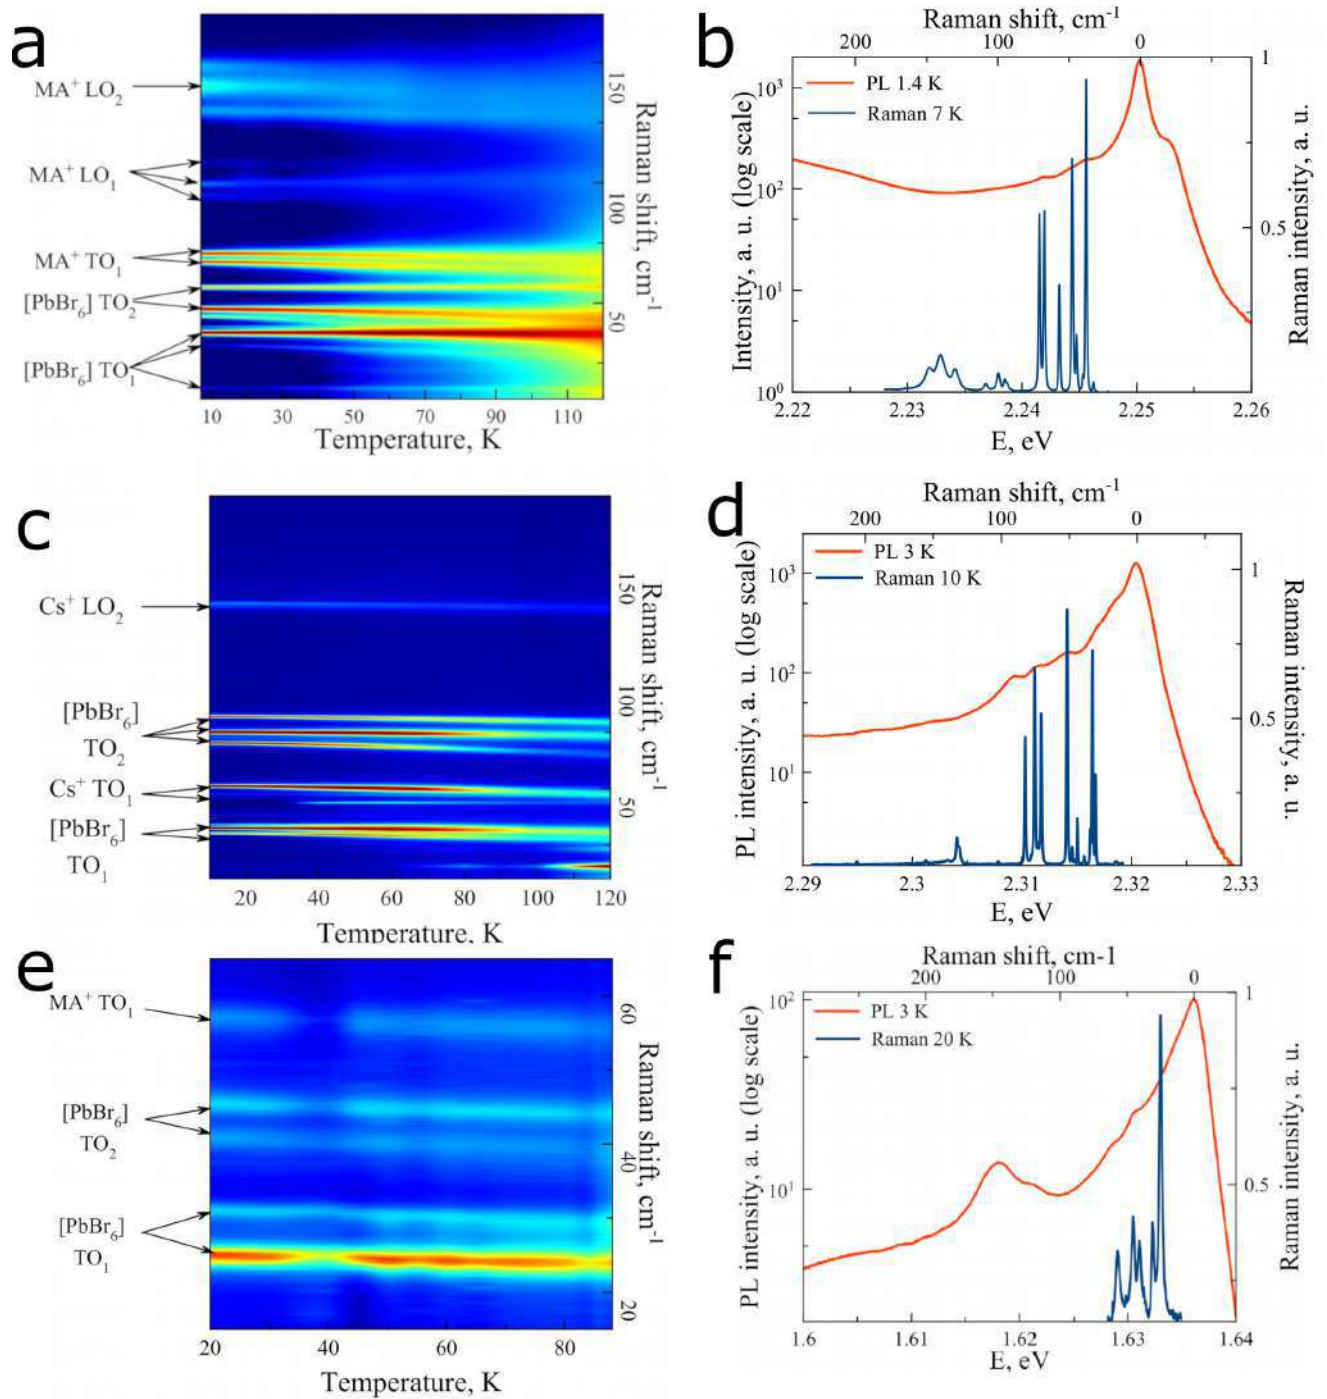 a
MA⁺ LO₂
MA⁺ LO₁
MA⁺ TO₁
[PbBr₆] TO₂
[PbBr₆] TO₁
150
100
50
Raman shift, cm⁻¹
10 30 50 70 90 110
Temperature, K
b
Raman shift, cm⁻¹
200 100 0
PL 1.4 K
Raman 7 K
Intensity, a. u. (log scale)
10³
10²
10¹
10⁰
1
0.5
Raman intensity, a. u.
2.22 2.23 2.24 2.25 2.26
E, eV
c
Cs⁺ LO₂
[PbBr₆]
TO₂
Cs⁺ TO₁
[PbBr₆]
TO₁
150
100
50
Raman shift, cm⁻¹
20 40 60 80 100 120
Temperature, K
d
Raman shift, cm⁻¹
200 100 0
PL 3 K
Raman 10 K
PL intensity, a. u. (log scale)
10³
10²
10¹
1
0.5
Raman intensity, a. u.
2.29 2.3 2.31 2.32 2.33
E, eV
e
MA⁺ TO₁
[PbBr₆]
TO₂
[PbBr₆]
TO₁
60
40
20
Raman shift, cm⁻¹
20 40 60 80
Temperature, K
f
Raman shift, cm-1
200 100 0
PL 3 K
Raman 20 K
PL intensity, a. u. (log scale)
10²
10¹
1
0.5
Raman intensity, a. u.
1.6 1.61 1.62 1.63 1.64
E, eV